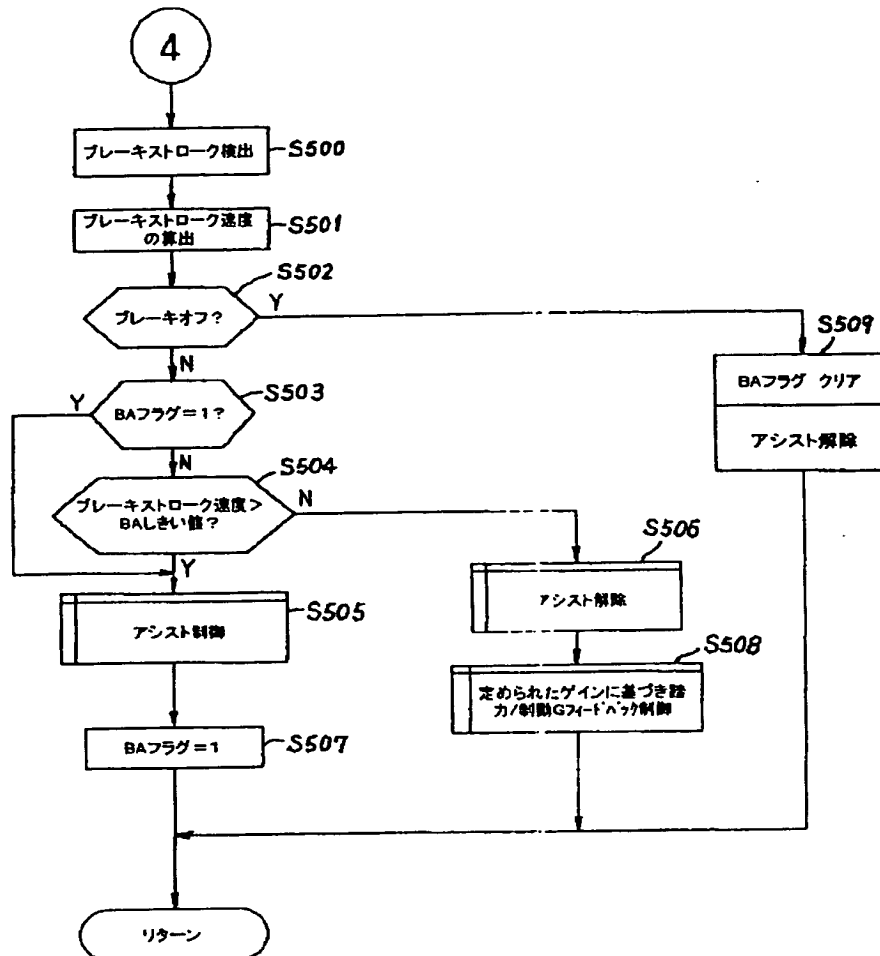 4
ブレーキストローク検出
S500
ブレーキストローク速度
の算出
S501
S502
ブレーキオフ?
Y
N
S509
BAフラグ クリア
アシスト解除
S503
Y
BAフラグ=1?
N
S504
ブレーキストローク速度>
BAしきい値?
N
Y
S506
アシスト解除
S505
アシスト制御
S508
定められたゲインに基づき踏
力/制動Gフィードバック制御
BAフラグ=1
S507
リターン